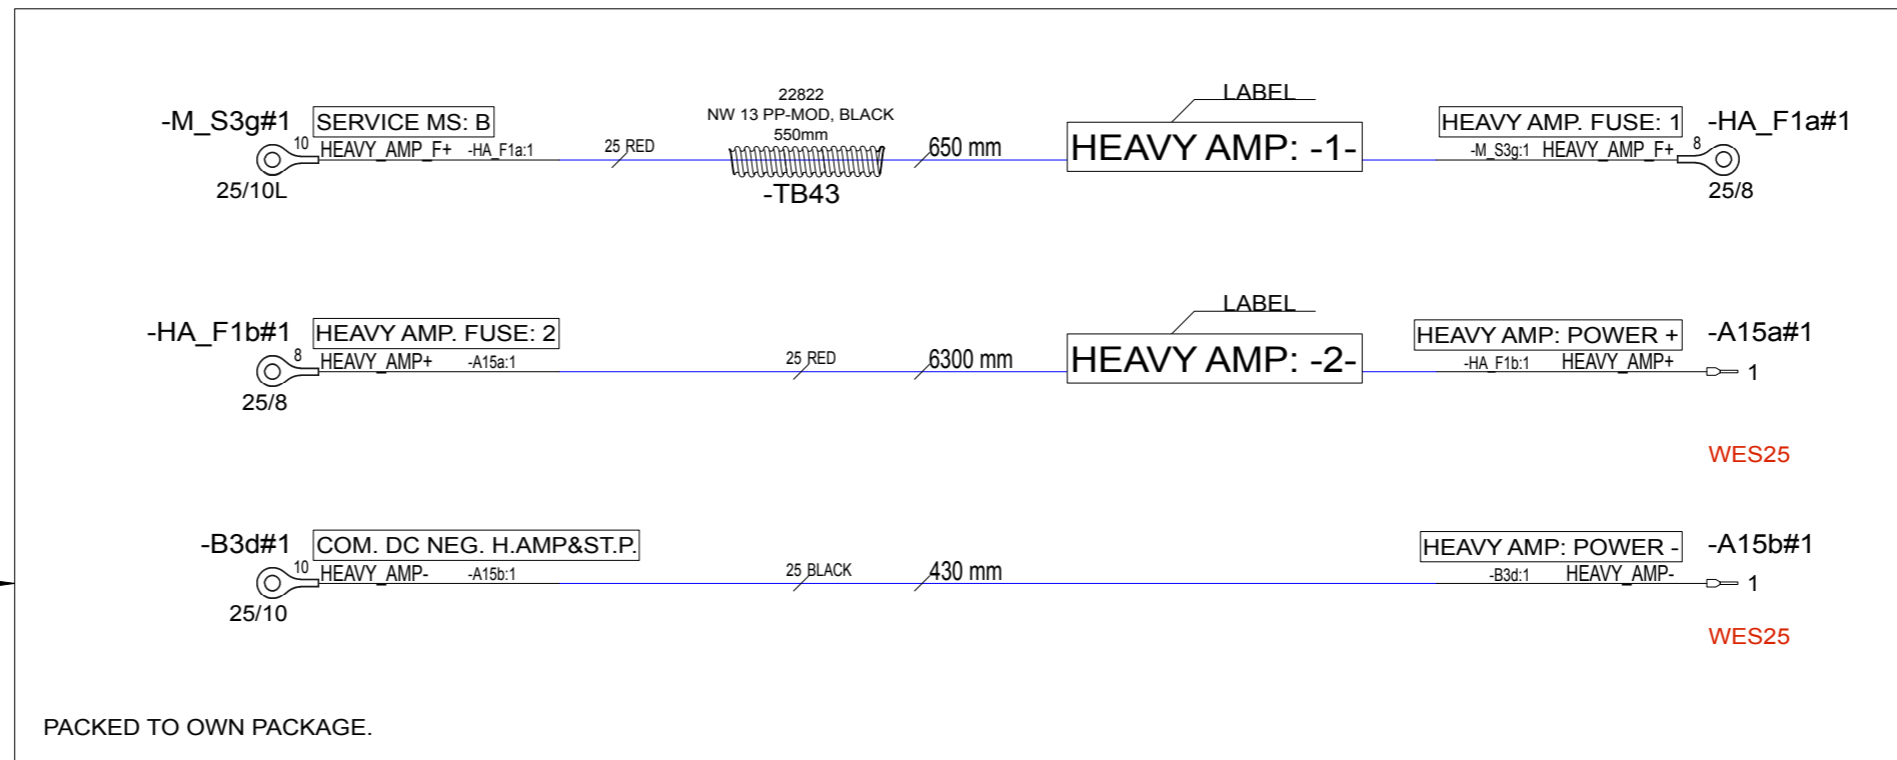 22822
LABEL
-M_S3g#1 SERVICE MS: B NW 13 PP-MOD, BLACK HEAVY AMP. FUSE: 1 -HA_F1a#1
550mm
10 HEAVY_AMP_F+ -HA_F1a:1 25 RED 650 mm HEAVY AMP: -1- -M_S3g:1 HEAVY_AMP_F+ 8
25/10L -TB43 25/8
LABEL
-HA_F1b#1 HEAVY AMP. FUSE: 2 HEAVY AMP: POWER + -A15a#1
8 HEAVY_AMP+ -A15a:1 25 RED 6300 mm HEAVY AMP: -2- -HA_F1b:1 HEAVY_AMP+ 1
25/8
WES25
-B3d#1 COM. DC NEG. H.AMP&ST.P. HEAVY AMP: POWER - -A15b#1
10 HEAVY_AMP- -A15b:1 25 BLACK 430 mm -B3d:1 HEAVY_AMP- 1
25/10
WES25
PACKED TO OWN PACKAGE.